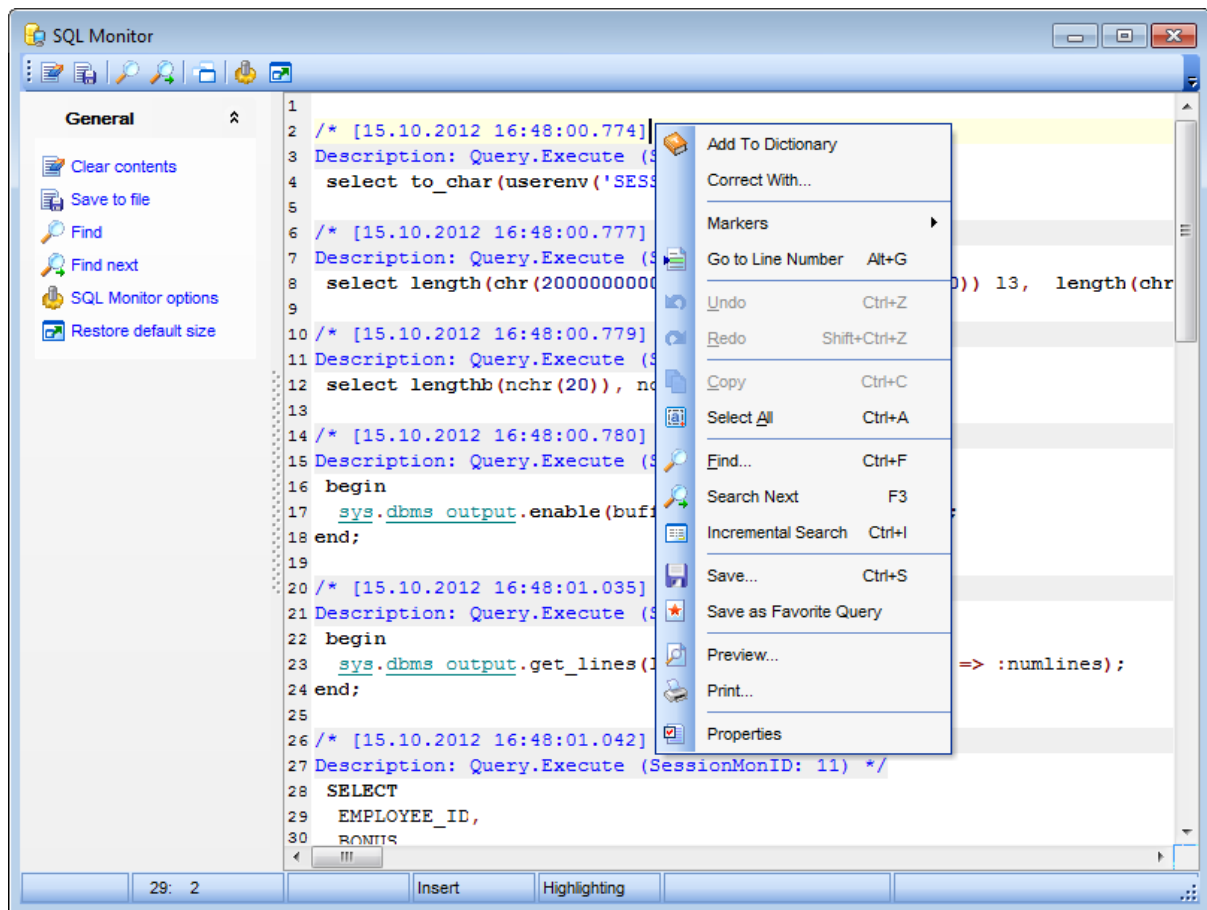 SQL Monitor
General
Clear contents
Save to file
Find
Find next
SQL Monitor options
Restore default size
1
2 /* [15.10.2012 16:48:00.774]
3 Description: Query.Execute (S
4 select to_char(userenv('SESS
5
6 /* [15.10.2012 16:48:00.777]
7 Description: Query.Execute (S
8 select length(chr(2000000000 0)) l3, length(chr
9
10 /* [15.10.2012 16:48:00.779]
11 Description: Query.Execute (S
12 select lengthb(nchr(20)), nc
13
14 /* [15.10.2012 16:48:00.780]
15 Description: Query.Execute (S
16 begin
17 sys.dbms_output.enable(buff ;
18 end;
19
20 /* [15.10.2012 16:48:01.035]
21 Description: Query.Execute (S
22 begin
23 sys.dbms_output.get_lines(l => :numlines);
24 end;
25
26 /* [15.10.2012 16:48:01.042]
27 Description: Query.Execute (SessionMonID: 11) */
28 SELECT
29 EMPLOYEE_ID,
30 BONUS
Add To Dictionary
Correct With...
Markers
Go to Line Number Alt+G
Undo Ctrl+Z
Redo Shift+Ctrl+Z
Copy Ctrl+C
Select All Ctrl+A
Find... Ctrl+F
Search Next F3
Incremental Search Ctrl+I
Save... Ctrl+S
Save as Favorite Query
Preview...
Print...
Properties
29: 2 Insert Highlighting